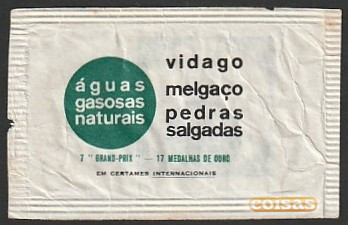 águas
gasosas
naturais
vidago
melgaço
pedras
salgadas
7 "GRAND-PRIX" — 17 MEDALHAS DE OURO
EM CERTAMES INTERNACIONAIS
coisas